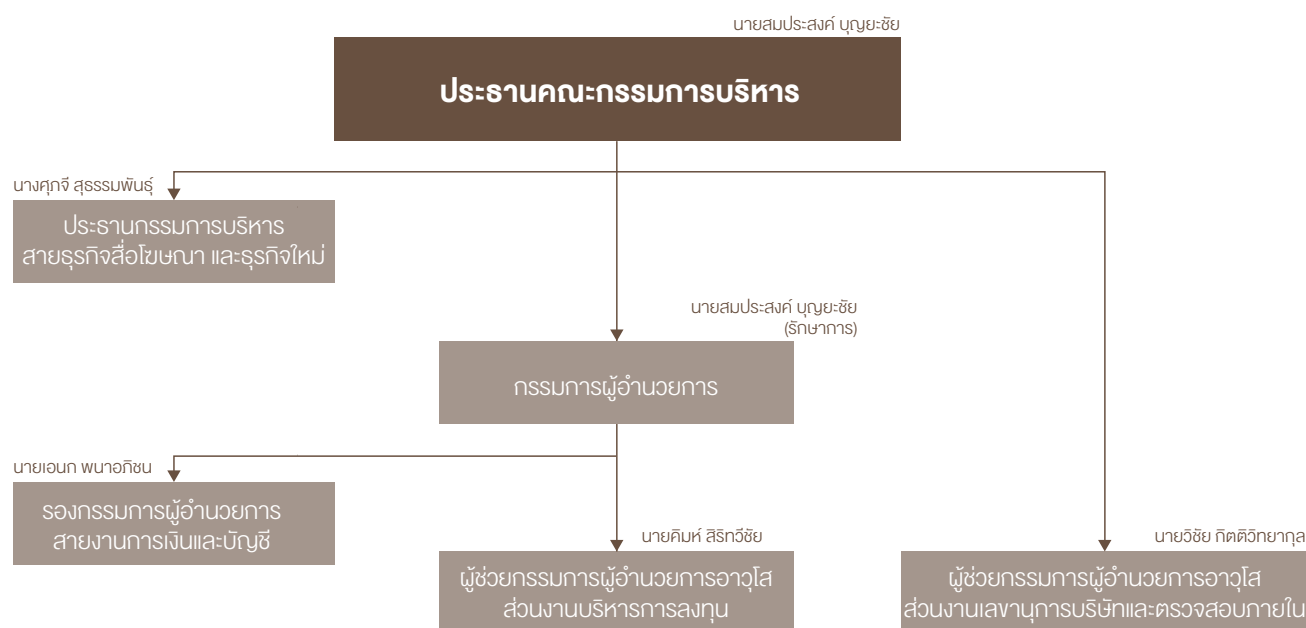 นายสมประสงค์ บุญยะชัย
ประธานคณะกรรมการบริหาร
นางศุภจี สุธรรมพันธุ์
ประธานกรรมการบริหาร
สายธุรกิจสื่อโฆษณา และธุรกิจใหม่
นายสมประสงค์ บุญยะชัย
(รักษาการ)
กรรมการผู้อำนวยการ
นายเอนก พนาอภิชน
รองกรรมการผู้อำนวยการ
สายงานการเงินและบัญชี
นายคิมห์ สิริทวีชัย
ผู้ช่วยกรรมการผู้อำนวยการอาวุโส
ส่วนงานบริหารการลงทุน
นายวิชัย กิตติวิทยากุล
ผู้ช่วยกรรมการผู้อำนวยการอาวุโส
ส่วนงานเลขานุการบริษัทและตรวจสอบภายใน